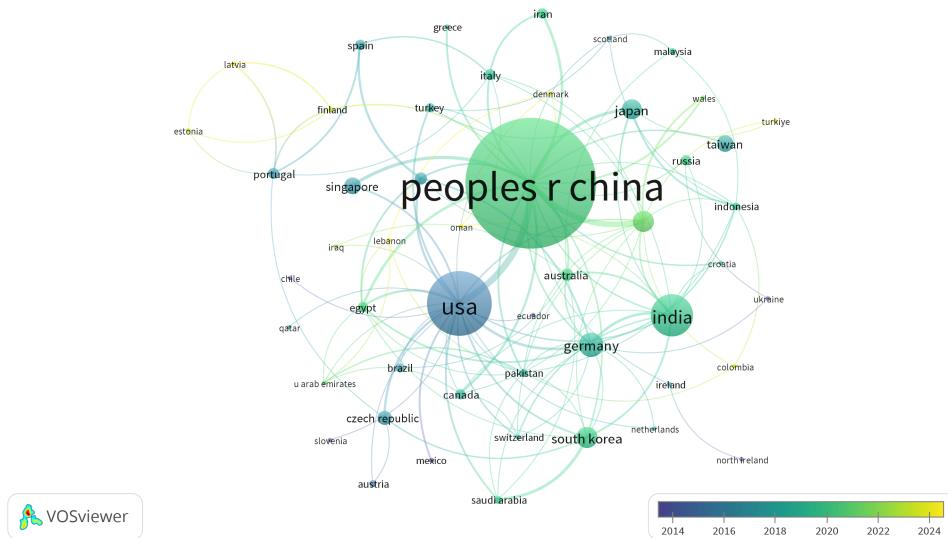 iran
greece
scotland
spain
malaysia
latvia
italy
denmark
wales
finland
turkey
japan
turkiye
estonia
taiwan
russia
portugal
singapore
peoples r china
indonesia
oman
iraq
lebanon
croatia
chile
australia
ukraine
egypt
usa
ecuador
india
qatar
germany
brazil
pakistan
colombia
u arab emirates
ireland
canada
czech republic
netherlands
slovenia
switzerland
south korea
mexico
north ireland
austria
saudi arabia
VOSviewer
2014 2016 2018 2020 2022 2024